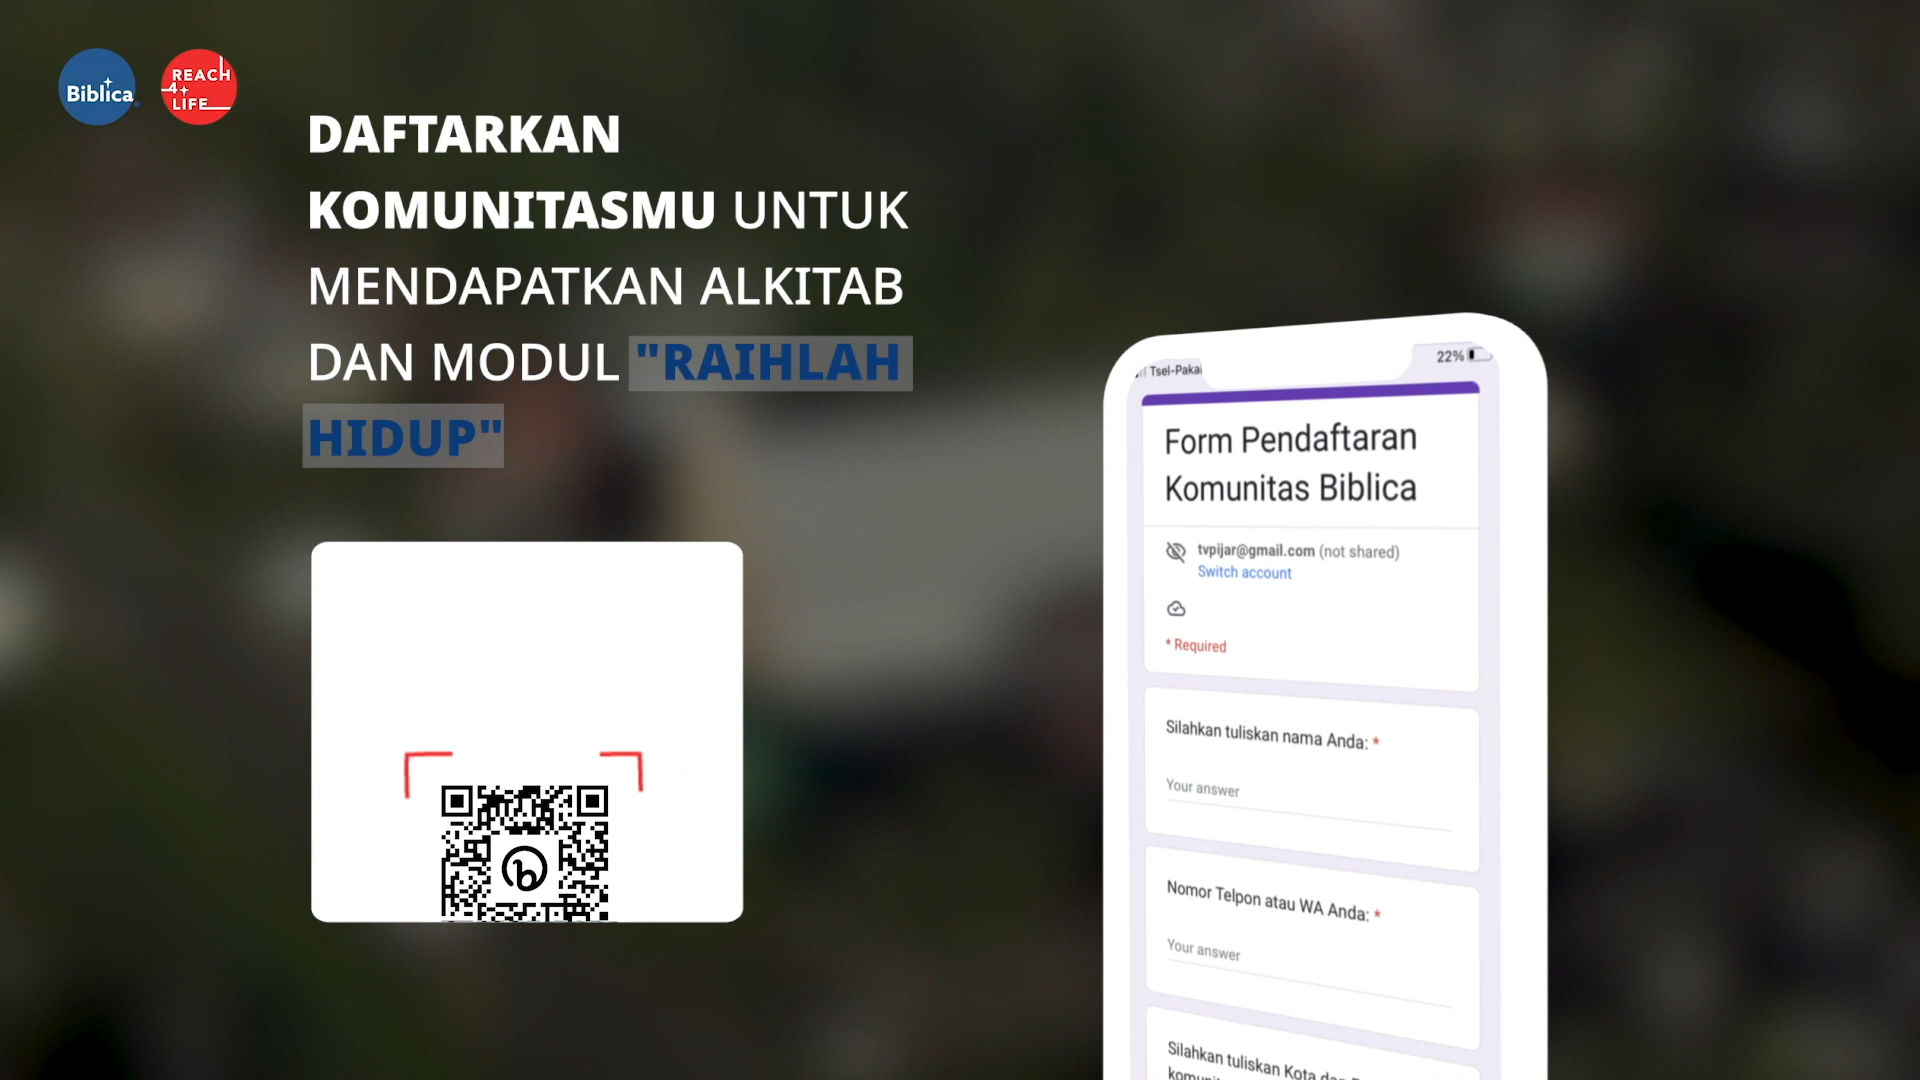 Biblica
REACH
4
LIFE
DAFTARKAN
KOMUNITASMU UNTUK
MENDAPATKAN ALKITAB
DAN MODUL "RAIHLAH
HIDUP"
b
Tsel-Pakai
22%
Form Pendaftaran
Komunitas Biblica
tvpijar@gmail.com (not shared)
Switch account
* Required
Silahkan tuliskan nama Anda: *
Your answer
Nomor Telpon atau WA Anda: *
Your answer
Silahkan tuliskan Kota